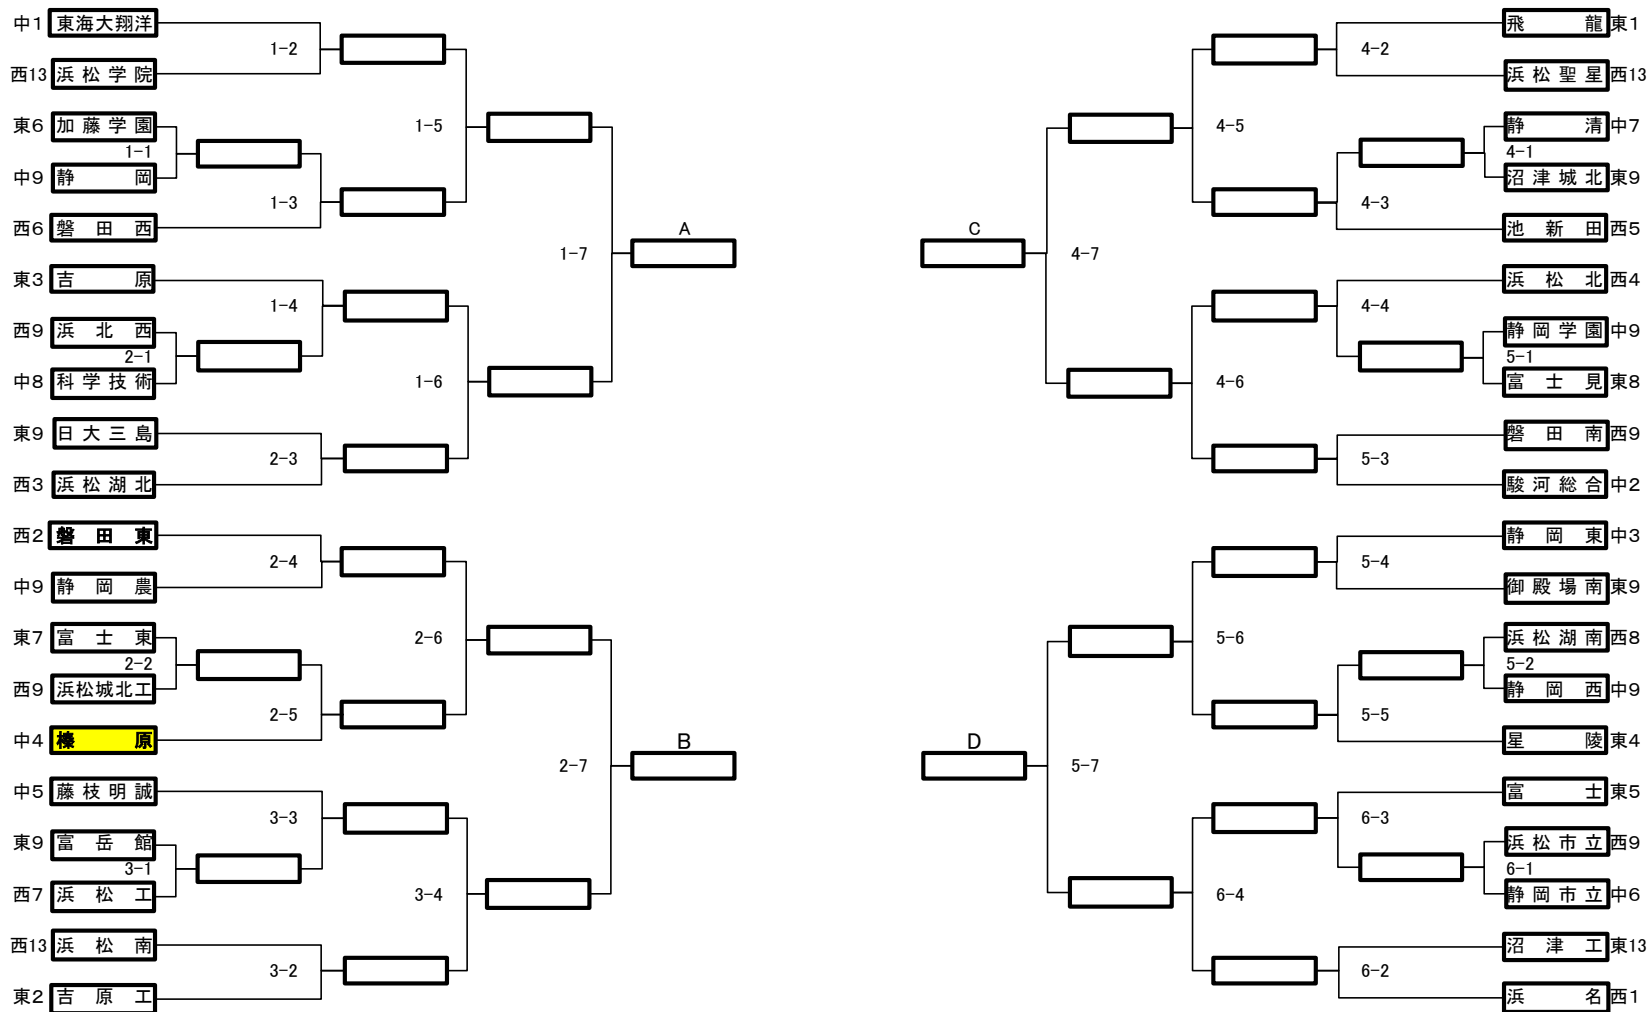 中1 東海大翔洋
1-2
西13 浜松学院
東6 加藤学園
1-1
中9 静岡
1-3
西6 磐田西
1-5
東3 吉原
1-4
西9 浜北西
2-1
中8 科学技術
1-6
東9 日大三島
2-3
西3 浜松湖北
1-7
A
西2 磐田東
2-4
中9 静岡農
東7 富士東
2-2
西9 浜松城北工
2-5
中4 榛原
2-6
中5 藤枝明誠
3-3
東9 富岳館
3-1
西7 浜松工
3-4
西13 浜松南
3-2
東2 吉原工
2-7
B
飛龍 東1
4-2
浜松聖星 西13
静清 中7
4-1
沼津城北 東9
4-3
池新田 西5
4-5
浜松北 西4
4-4
静岡学園 中9
5-1
富士見 東8
4-6
磐田南 西9
5-3
駿河総合 中2
4-7
C
静岡東 中3
5-4
御殿場南 東9
浜松湖南 西8
5-2
静岡西 中9
5-5
星陵 東4
5-6
富士 東5
6-3
浜松市立 西9
6-1
静岡市立 中6
6-4
沼津工 東13
6-2
浜名 西1
5-7
D